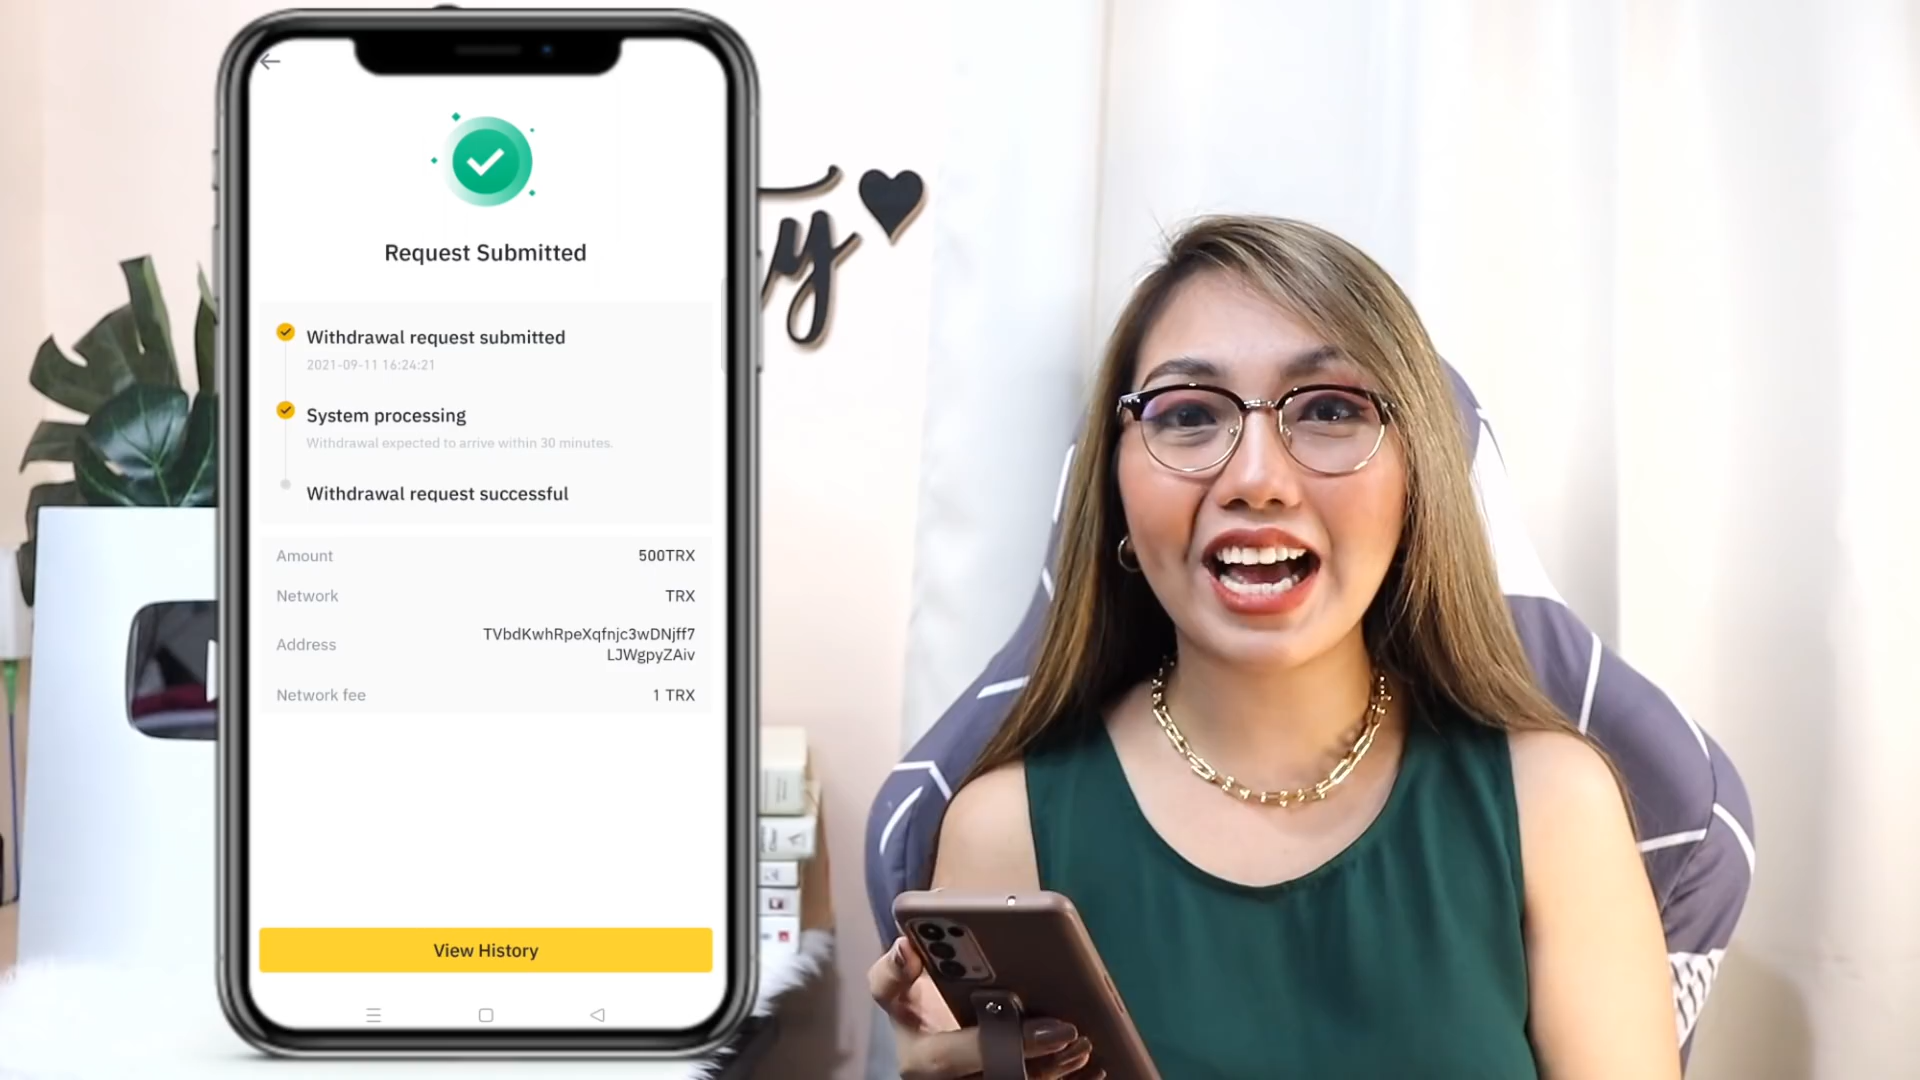 Request Submitted
Withdrawal request submitted
2021-09-11 16:24:21
System processing
Withdrawal expected to arrive within 30 minutes.
Withdrawal request successful
Amount 500TRX
Network TRX
Address TVbdKwhRpeXqfnjc3wDNjff7
LJWgpyZAiv
Network fee 1 TRX
View History
y